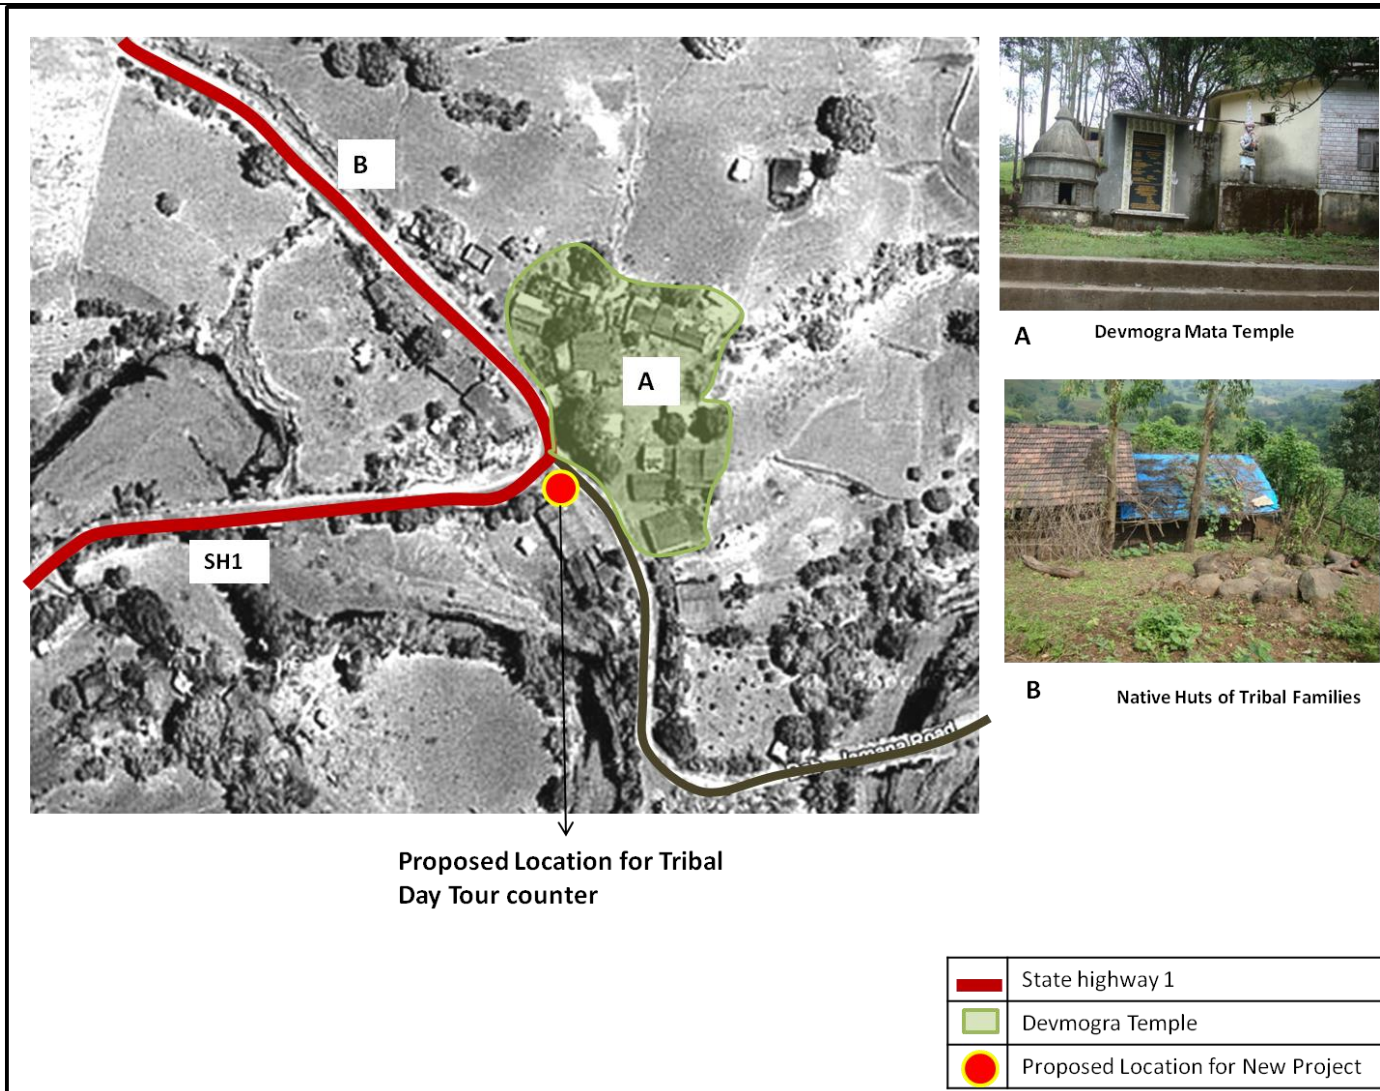 B
A
SH1
Road
A
Devmogra Mata Temple
B
Native Huts of Tribal Families
Proposed Location for Tribal
Day Tour counter
State highway 1
Devmogra Temple
Proposed Location for New Project